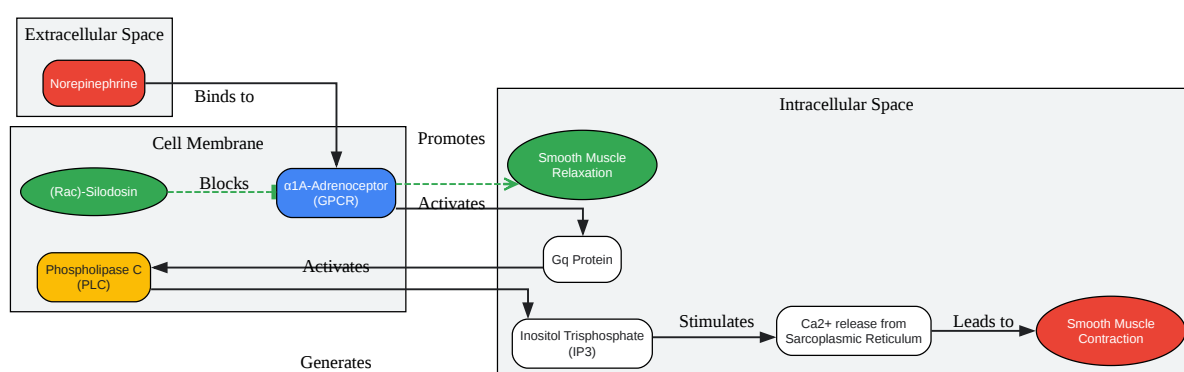 Extracellular Space
Norepinephrine
Binds to
Intracellular Space
Cell Membrane
Promotes
(Rac)-Silodosin
Blocks
α1A-Adrenoceptor
(GPCR)
Smooth Muscle
Relaxation
Activates
Gq Protein
Activates
Phospholipase C
(PLC)
Inositol Trisphosphate
(IP3)
Stimulates
Ca2+ release from
Sarcoplasmic Reticulum
Leads to
Smooth Muscle
Contraction
Generates